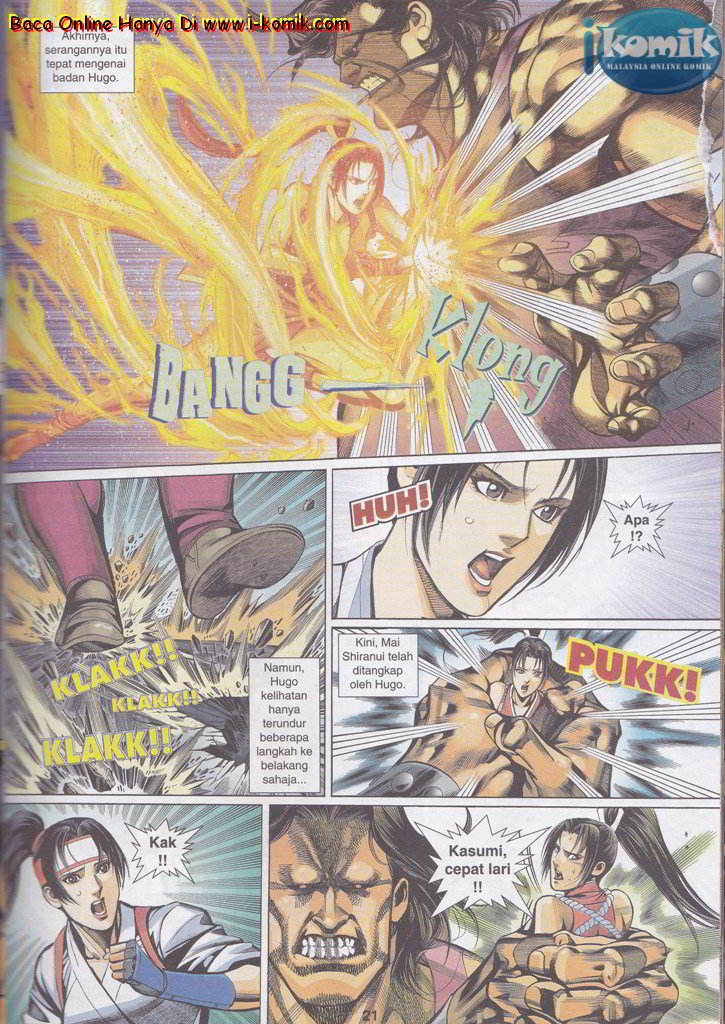 Baca Online Hanya Di www.i-komik.com
ikomik
MALAYSIA ONLINE KOMIK
Akhirnya,
serangannya itu
tepat mengenai
badan Hugo.
BANGG
Klong
!
HUH!
Apa
!?
KLAKK!!
KLAKK!!
KLAKK!!
Namun,
Hugo
kelihatan
hanya
terundur
beberapa
langkah ke
belakang
sahaja...
Kini, Mai
Shiranui telah
ditangkap
oleh Hugo.
PUKK!
Kak
!!
Kasumi,
cepat lari
!!
21